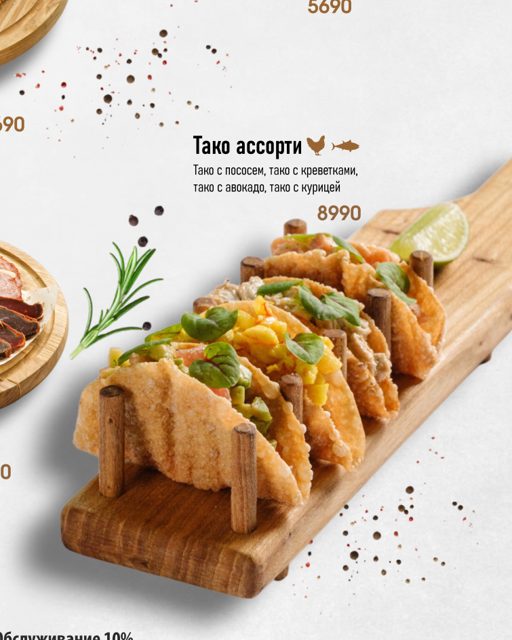 5690
90
Тако ассорти
Тако с лососем, тако с креветками,
тако с авокадо, тако с курицей
8990
0
Обслуживание 10%